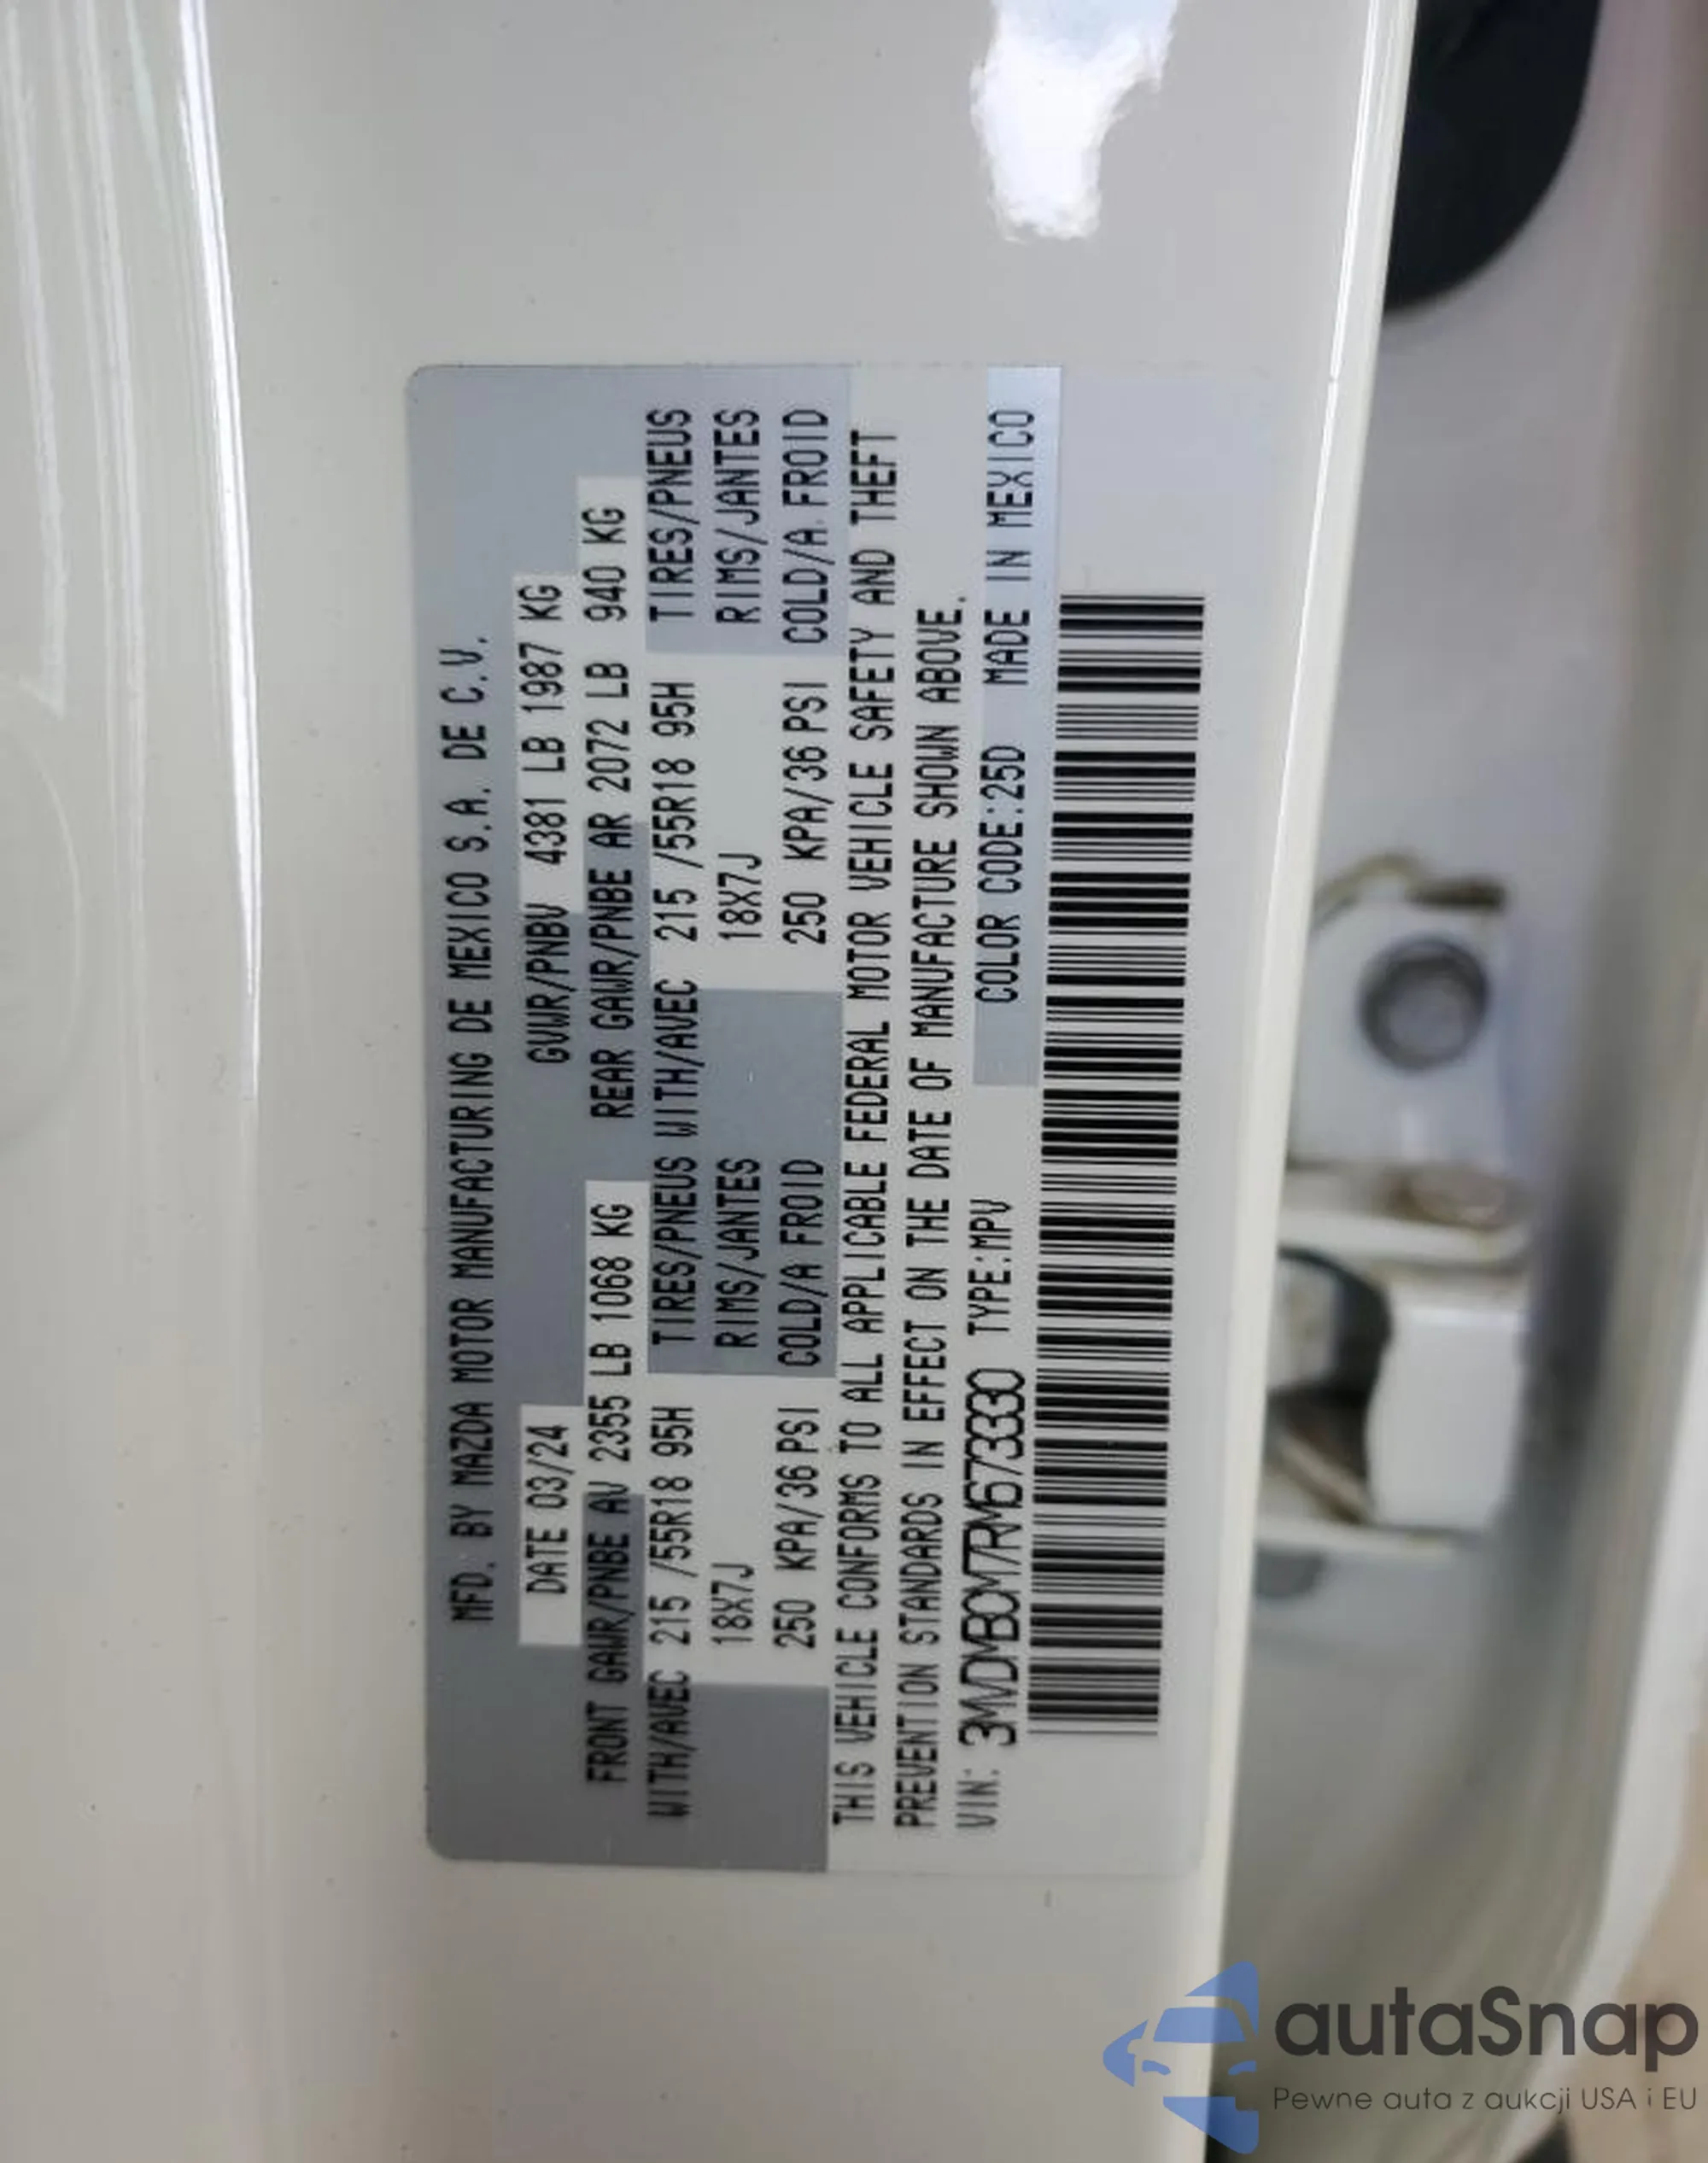 MFD. BY MAZDA MOTOR MANUFACTURING DE MEXICO S.A. DE C.V.
DATE 03/24 GVWR/PNBV 4381 LB 1987 KG
FRONT GAWR/PNBE AV 2355 LB 1068 KG REAR GAWR/PNBE AR 2072 LB 940 KG
WITH/AVEC 215 /55R18 95H TIRES/PNEUS WITH/AVEC 215 /55R18 95H TIRES/PNEUS
18X7J RIMS/JANTES 18X7J RIMS/JANTES
250 KPA/36 PSI COLD/A FROID 250 KPA/36 PSI COLD/A FROID
THIS VEHICLE CONFORMS TO ALL APPLICABLE FEDERAL MOTOR VEHICLE SAFETY AND THEFT
PREVENTION STANDARDS IN EFFECT ON THE DATE OF MANUFACTURE SHOWN ABOVE.
VIN: 3MVDMBCM7RM673330 TYPE:MPV COLOR CODE:25D MADE IN MEXICO
autaSnap
Pewne auta z aukcji USA i EU